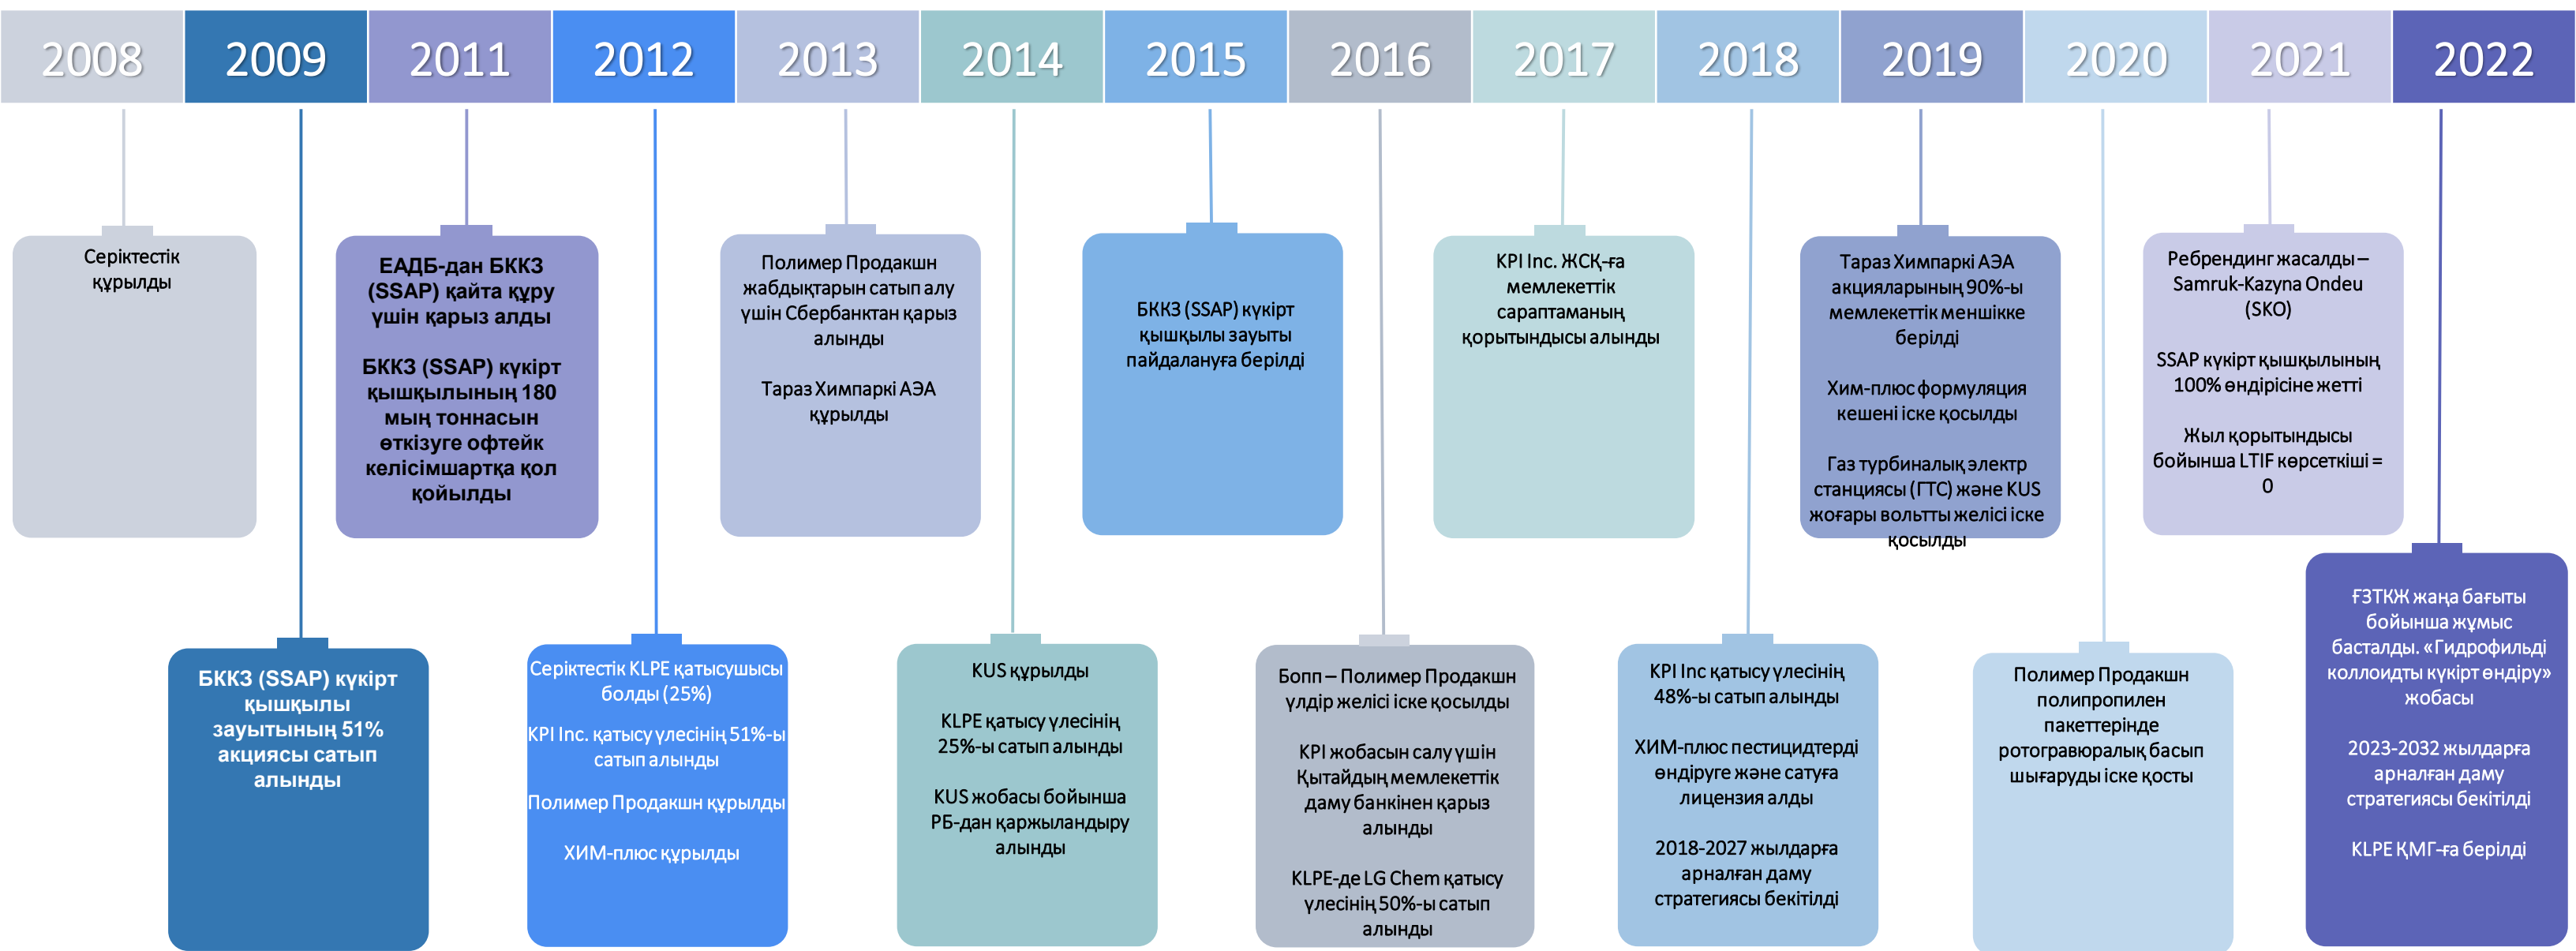 2008
2009
2011
2012
2013
2014
2015
2016
2017
2018
2019
2020
2021
2022
Серіктестік
құрылды
БККЗ (SSAP) күкірт
қышқылы
зауытының 51%
акциясы сатып
алынды
ЕАДБ-дан БККЗ
(SSAP) қайта құру
үшін қарыз алды
БККЗ (SSAP) күкірт
қышқылының 180
мың тоннасын
өткізуге офтейк
келісімшартқа қол
қойылды
Серіктестік KLPE қатысушысы
болды (25%)
KPI Inc. қатысу үлесінің 51%-ы
сатып алынды
Полимер Продакшн құрылды
ХИМ-плюс құрылды
Полимер Продакшн
жабдықтарын сатып алу
үшін Сбербанктан қарыз
алынды
Тараз Химпаркі АЭА
құрылды
KUS құрылды
KLPE қатысу үлесінің
25%-ы сатып алынды
KUS жобасы бойынша
РБ-дан қаржыландыру
алынды
БККЗ (SSAP) күкірт
қышқылы зауыты
пайдалануға берілді
Бопп – Полимер Продакшн
үлдір желісі іске қосылды
KPI жобасын салу үшін
Қытайдың мемлекеттік
даму банкінен қарыз
алынды
KLPE-де LG Chem қатысу
үлесінің 50%-ы сатып
алынды
KPI Inc. ЖСҚ-ға
мемлекеттік
сараптаманың
қорытындысы алынды
KPI Inc қатысу үлесінің
48%-ы сатып алынды
ХИМ-плюс пестицидтерді
өндіруге және сатуға
лицензия алды
2018-2027 жылдарға
арналған даму
стратегиясы бекітілді
Тараз Химпаркі АЭА
акцияларының 90%-ы
мемлекеттік меншікке
берілді
Хим-плюс формуляция
кешені іске қосылды
Газ турбиналық электр
станциясы (ГТС) және KUS
жоғары вольтты желісі іске
қосылды
Полимер Продакшн
полипропилен
пакеттерінде
ротогравюралық басып
шығаруды іске қосты
Ребрендинг жасалды –
Samruk-Kazyna Ondeu
(SKO)
SSAP күкірт қышқылының
100% өндірісіне жетті
Жыл қорытындысы
бойынша LTIF көрсеткіші =
0
ҒЗТКЖ жаңа бағыты
бойынша жұмыс
басталды. «Гидрофильді
коллоидты күкірт өндіру»
жобасы
2023-2032 жылдарға
арналған даму
стратегиясы бекітілді
KLPE ҚМГ-ға берілді